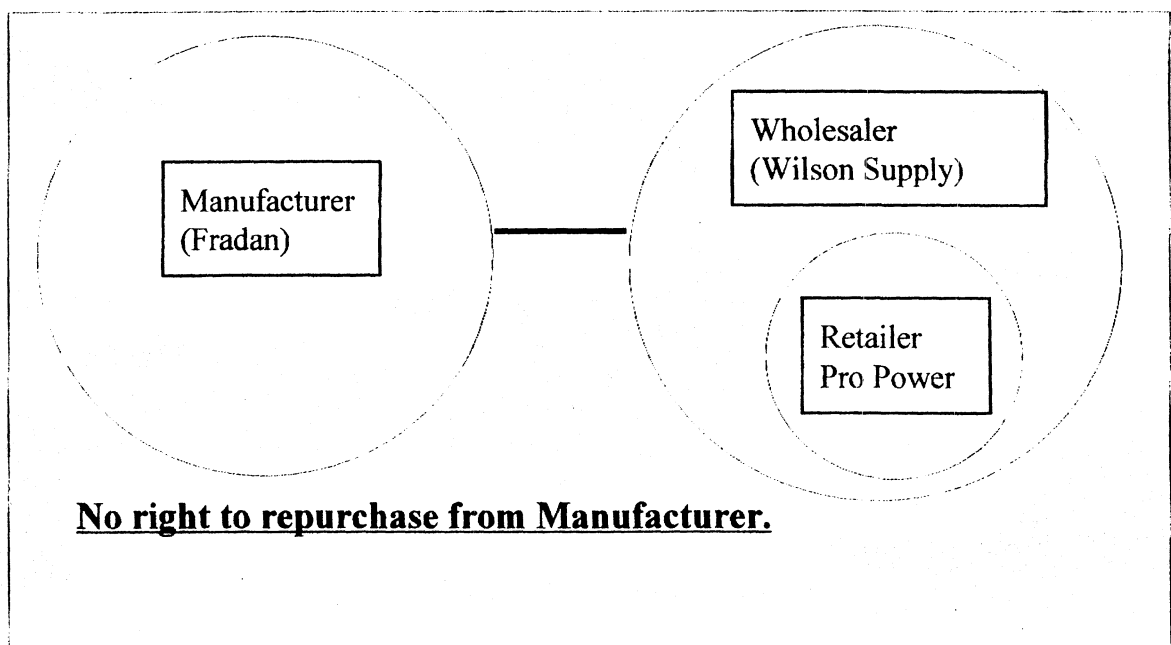 Manufacturer
(Fradan)
Wholesaler
(Wilson Supply)
Retailer
Pro Power
No right to repurchase from Manufacturer.